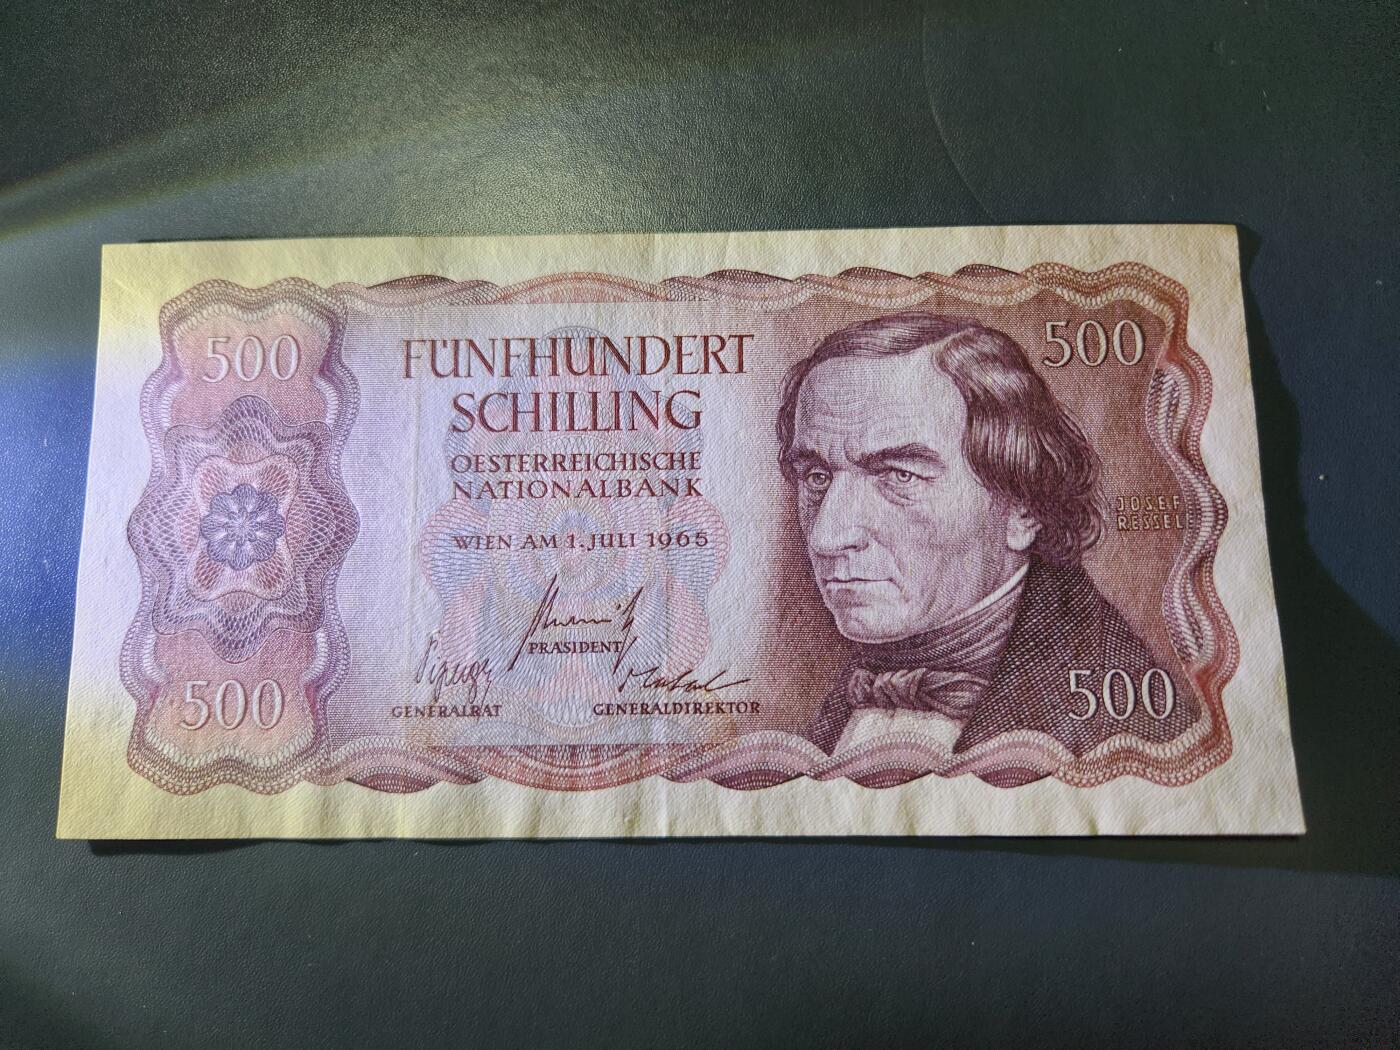 500
500
FÜNFHUNDERT
SCHILLING
OESTERREICHISCHE
NATIONALBANK
WIEN AM 1. JULI 1965
JOSEF
RESSEL
PRÄSIDENT
GENERALRAT
GENERALDIREKTOR
500
500